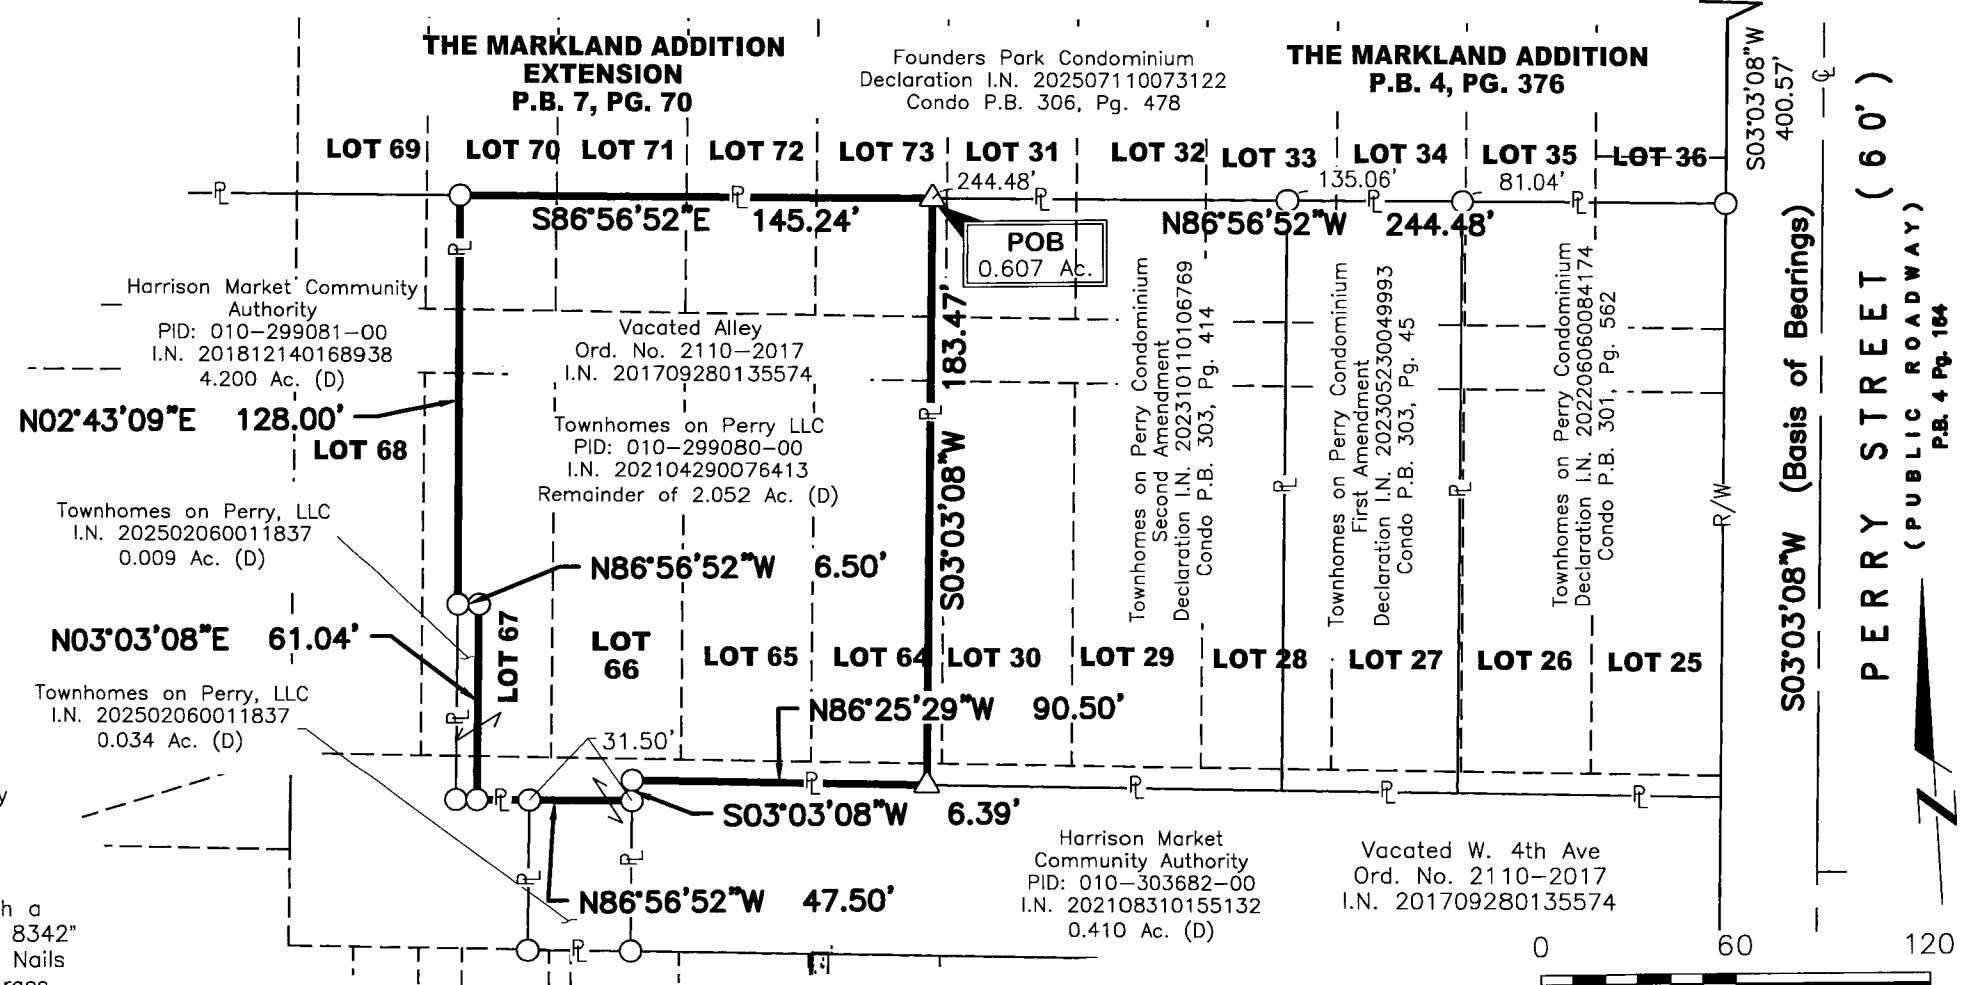 THE MARKLAND ADDITION
EXTENSION
P.B. 7, PG. 70
Founders Park Condominium
Declaration I.N. 202507110073122
Condo P.B. 306, Pg. 478
THE MARKLAND ADDITION
P.B. 4, PG. 376
S03°03'08"W
400.57'
LOT 69
LOT 70
LOT 71
LOT 72
LOT 73
LOT 31
LOT 32
LOT 33
LOT 34
LOT 35
LOT 36
244.48'
135.06'
81.04'
S86°56'52"E 145.24'
N86°56'52"W 244.48'
POB
0.607 Ac.
Harrison Market Community
Authority
PID: 010-299081-00
I.N. 201812140168938
4.200 Ac. (D)
Vacated Alley
Ord. No. 2110-2017
I.N. 201709280135574
S03°03'08"W 183.47'
Townhomes on Perry Condominium
Second Amendment
Declaration I.N. 202310110106769
Condo P.B. 303, Pg. 414
Townhomes on Perry Condominium
First Amendment
Declaration I.N. 202305230049993
Condo P.B. 303, Pg. 45
Townhomes on Perry Condominium
Declaration I.N. 202206060084174
Condo P.B. 301, Pg. 562
S03°03'08"W (Basis of Bearings)
PERRY STREET (60')
(PUBLIC ROADWAY)
P.B. 4 Pg. 164
N02°43'09"E 128.00'
LOT 68
Townhomes on Perry LLC
PID: 010-299080-00
I.N. 202104290076413
Remainder of 2.052 Ac. (D)
Townhomes on Perry, LLC
I.N. 202502060011837
0.009 Ac. (D)
N86°56'52"W 6.50'
R/W
N03°03'08"E 61.04'
LOT 67
LOT
66
LOT 65
LOT 64
LOT 30
LOT 29
LOT 28
LOT 27
LOT 26
LOT 25
Townhomes on Perry, LLC
I.N. 202502060011837
0.034 Ac. (D)
N86°25'29"W 90.50'
31.50'
S03°03'08"W 6.39'
N86°56'52"W 47.50'
Harrison Market
Community Authority
PID: 010-303682-00
I.N. 202108310155132
0.410 Ac. (D)
Vacated W. 4th Ave
Ord. No. 2110-2017
I.N. 201709280135574
8342"
Nails
0 60 120